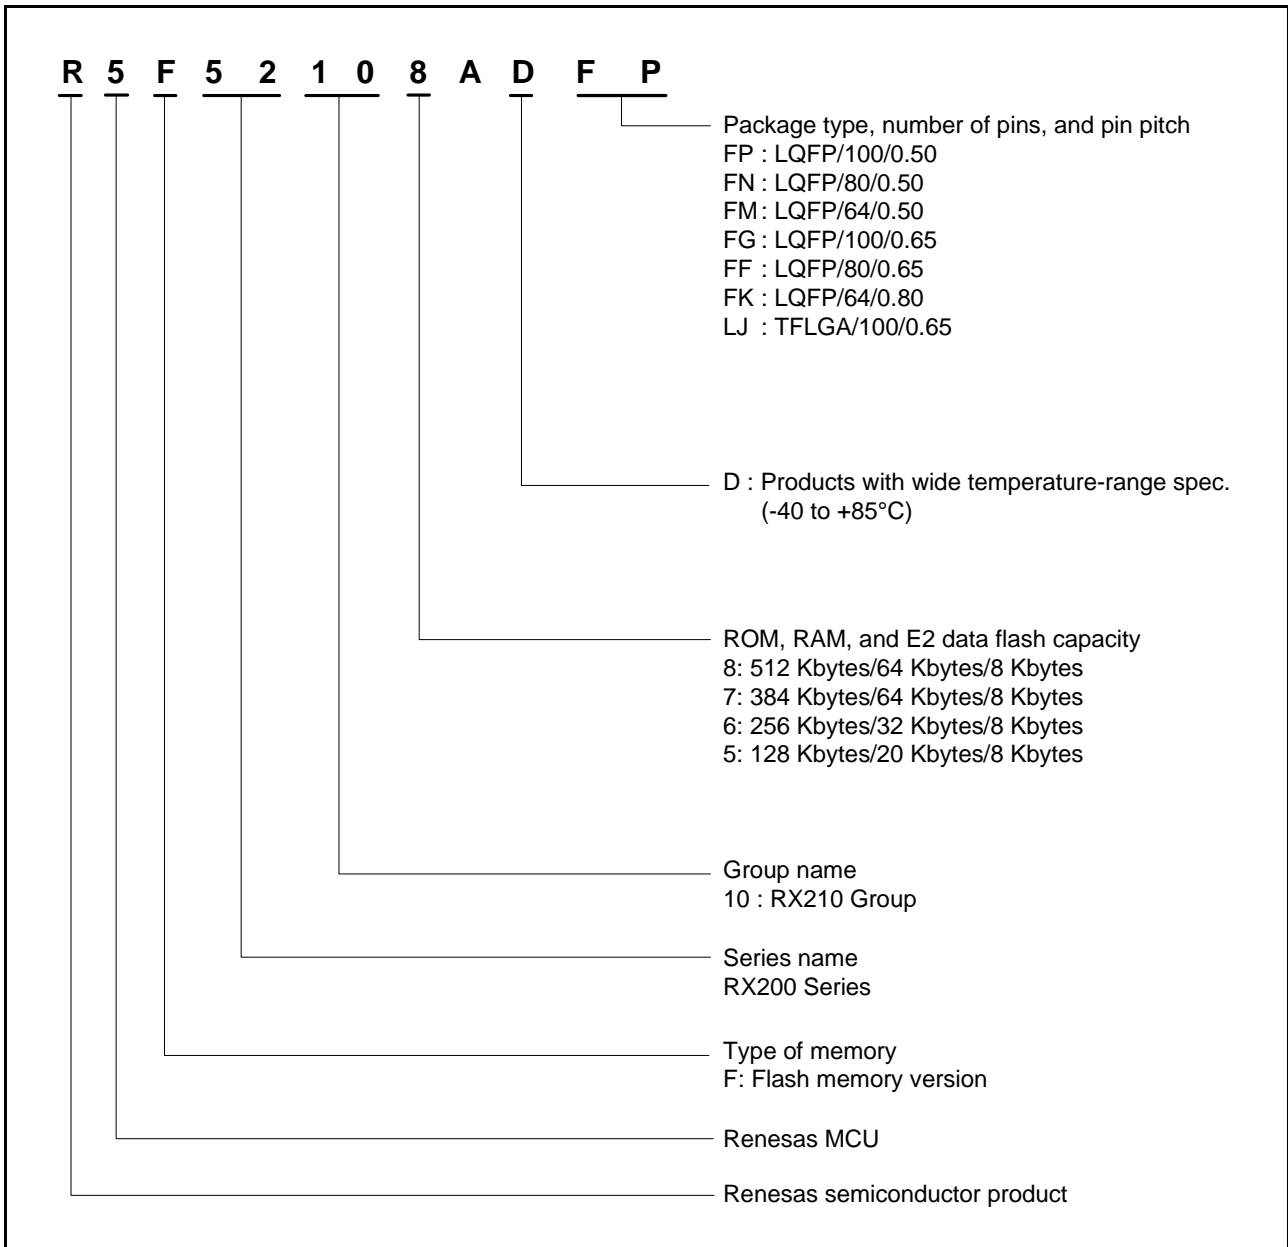 R 5 F 5 2 1 0 8 A D F P
Package type, number of pins, and pin pitch
FP : LQFP/100/0.50
FN : LQFP/80/0.50
FM : LQFP/64/0.50
FG : LQFP/100/0.65
FF : LQFP/80/0.65
FK : LQFP/64/0.80
LJ : TFLGA/100/0.65
D : Products with wide temperature-range spec.
(-40 to +85°C)
ROM, RAM, and E2 data flash capacity
8: 512 Kbytes/64 Kbytes/8 Kbytes
7: 384 Kbytes/64 Kbytes/8 Kbytes
6: 256 Kbytes/32 Kbytes/8 Kbytes
5: 128 Kbytes/20 Kbytes/8 Kbytes
Group name
10 : RX210 Group
Series name
RX200 Series
Type of memory
F: Flash memory version
Renesas MCU
Renesas semiconductor product